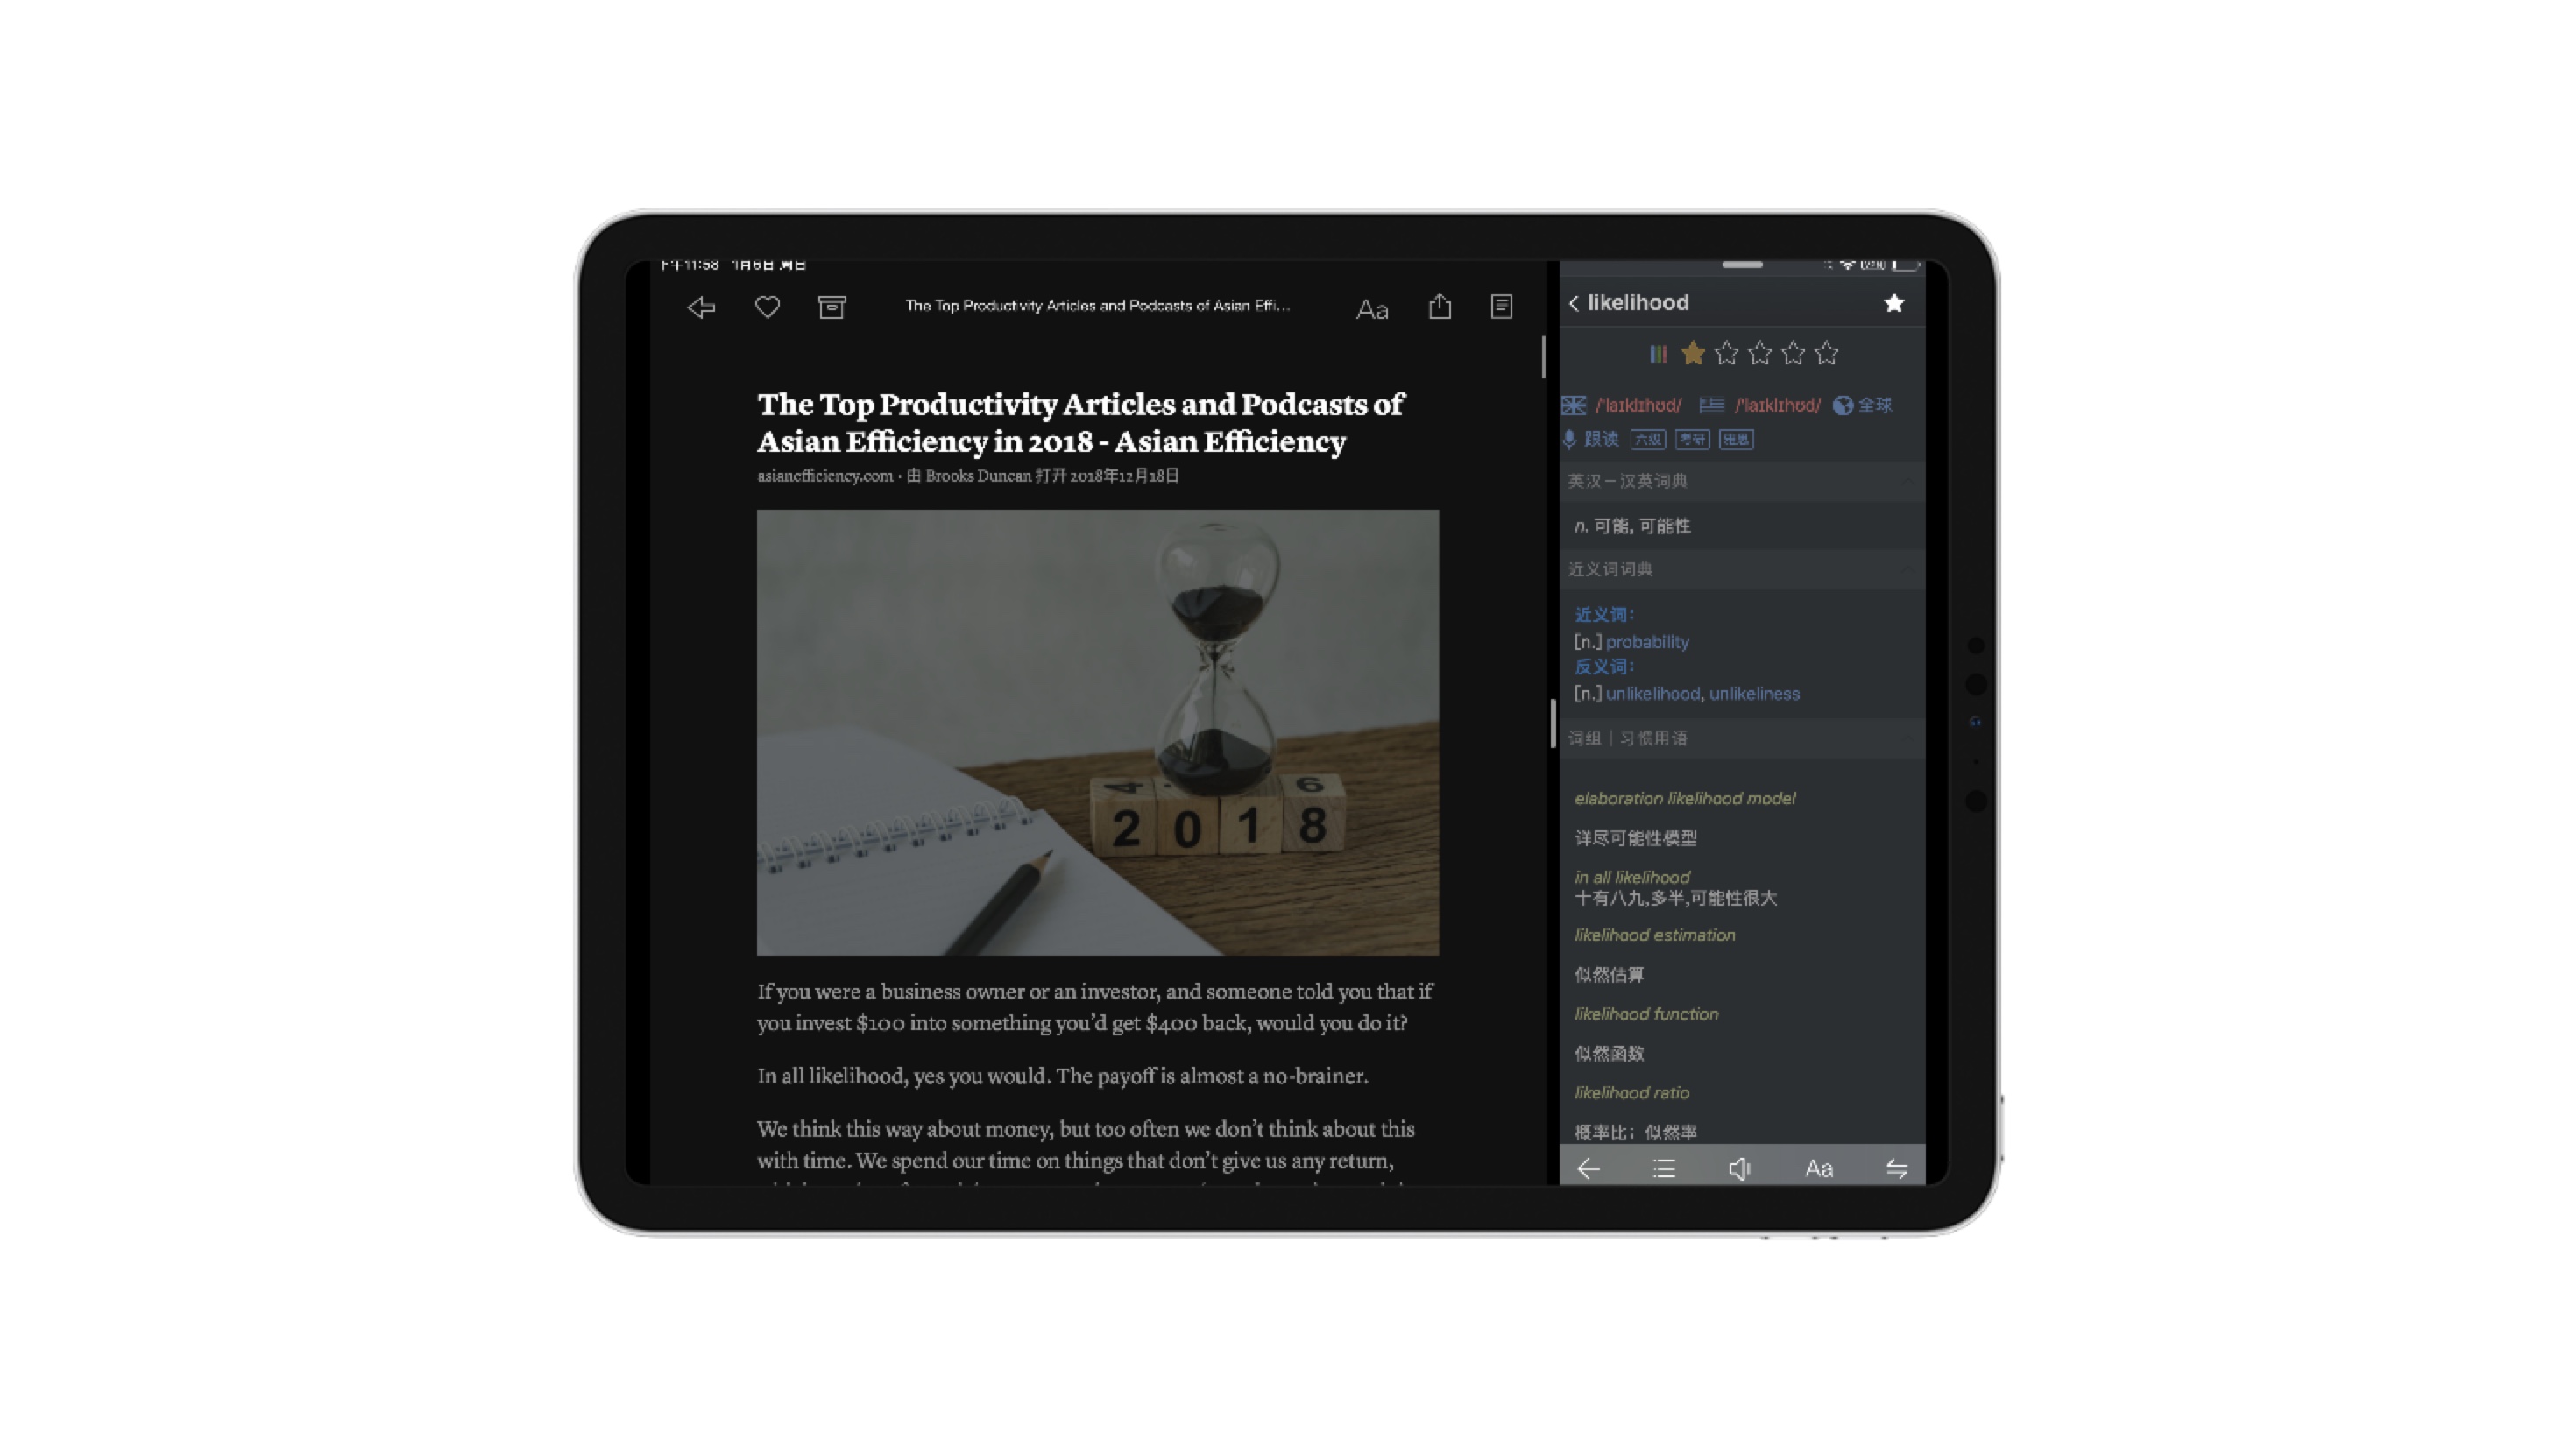 下午11:58 1月6日 周日
The Top Productivity Articles and Podcasts of Asian Effi...
Aa
The Top Productivity Articles and Podcasts of
Asian Efficiency in 2018 - Asian Efficiency
asianefficiency.com · 由 Brooks Duncan 打开 2018年12月18日
4 6
2 0 1 8
If you were a business owner or an investor, and someone told you that if
you invest $100 into something you’d get $400 back, would you do it?
In all likelihood, yes you would. The payoff is almost a no-brainer.
We think this way about money, but too often we don’t think about this
with time. We spend our time on things that don’t give us any return,
likelihood
/'laɪklɪhʊd/ /'laɪklɪhʊd/ 全球
跟读 六级 考研 雅思
英汉－汉英词典
n. 可能, 可能性
近义词词典
近义词：
[n.] probability
反义词：
[n.] unlikelihood, unlikeliness
词组｜习惯用语
elaboration likelihood model
详尽可能性模型
in all likelihood
十有八九,多半,可能性很大
likelihood estimation
似然估算
likelihood function
似然函数
likelihood ratio
概率比；似然率
Aa